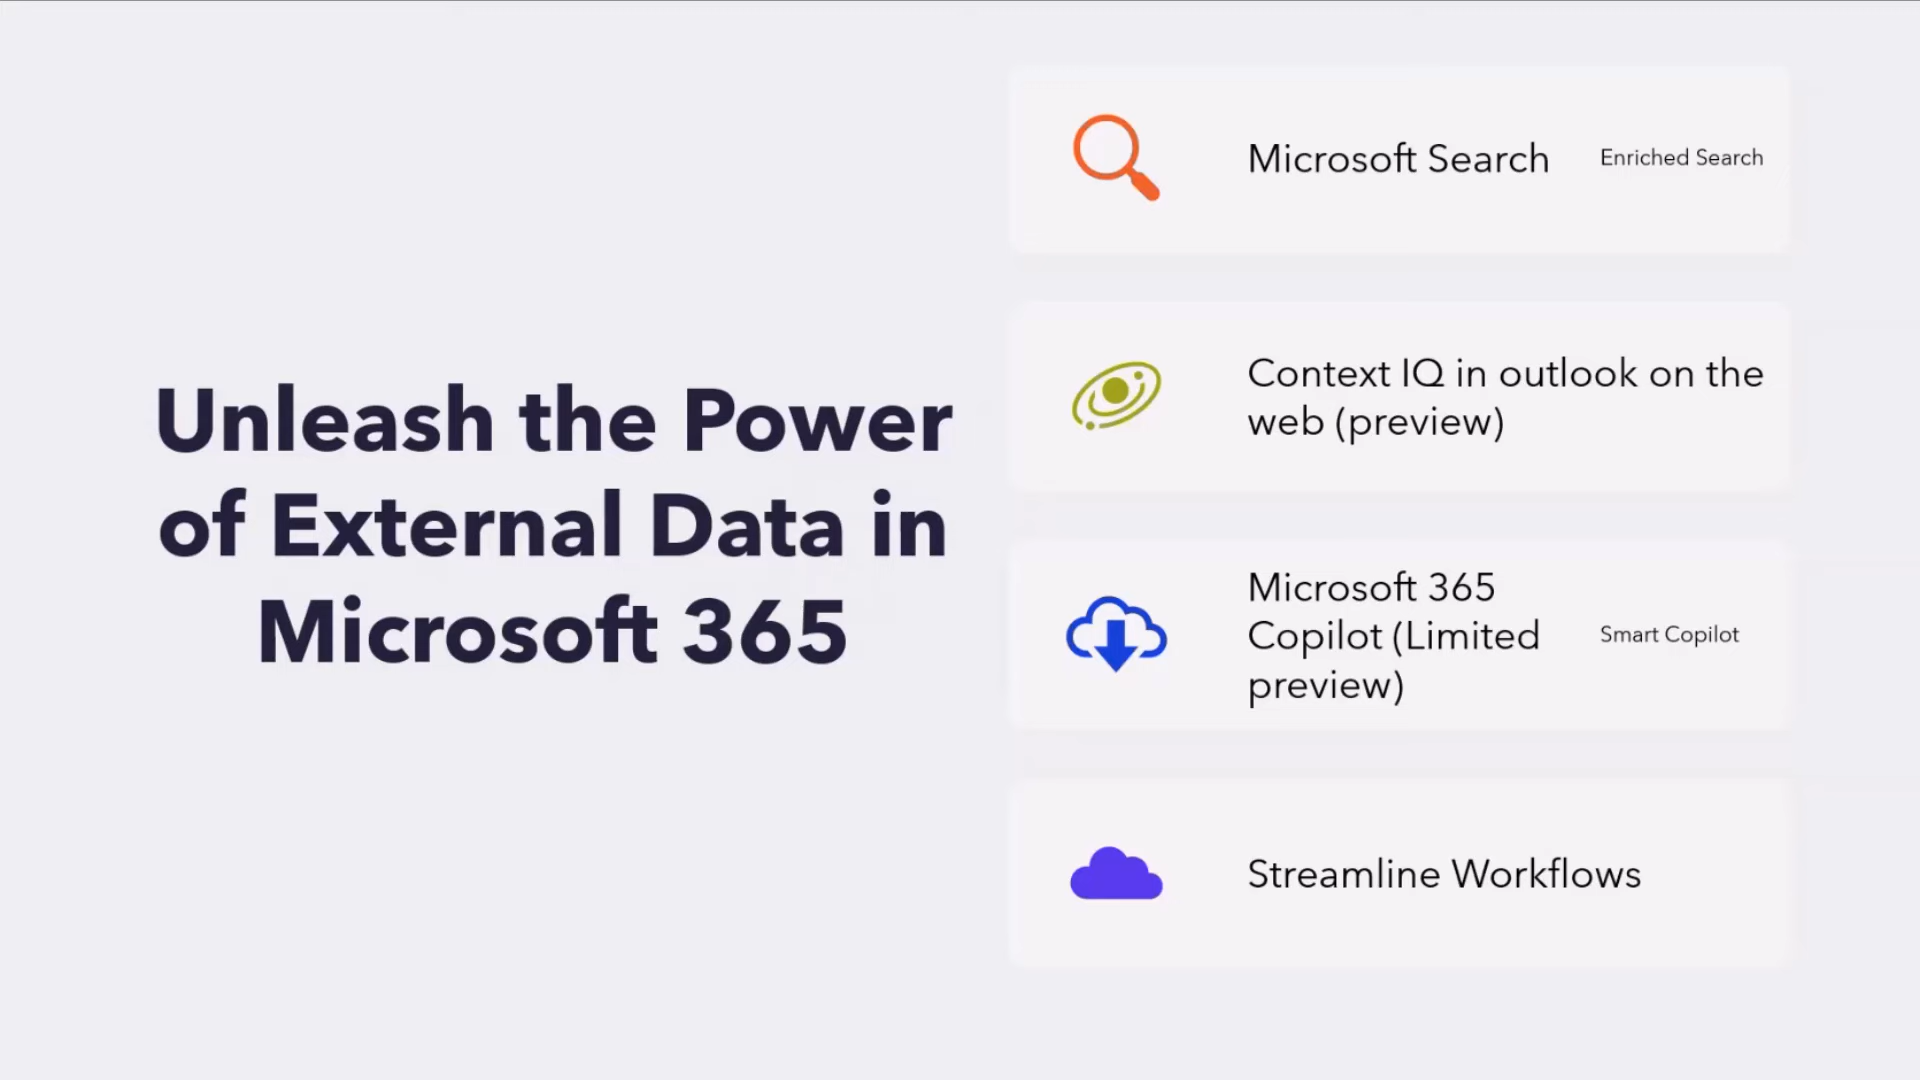 Unleash the Power
of External Data in
Microsoft 365
Microsoft Search
Enriched Search
Context IQ in outlook on the
web (preview)
Microsoft 365
Copilot (Limited
preview)
Smart Copilot
Streamline Workflows